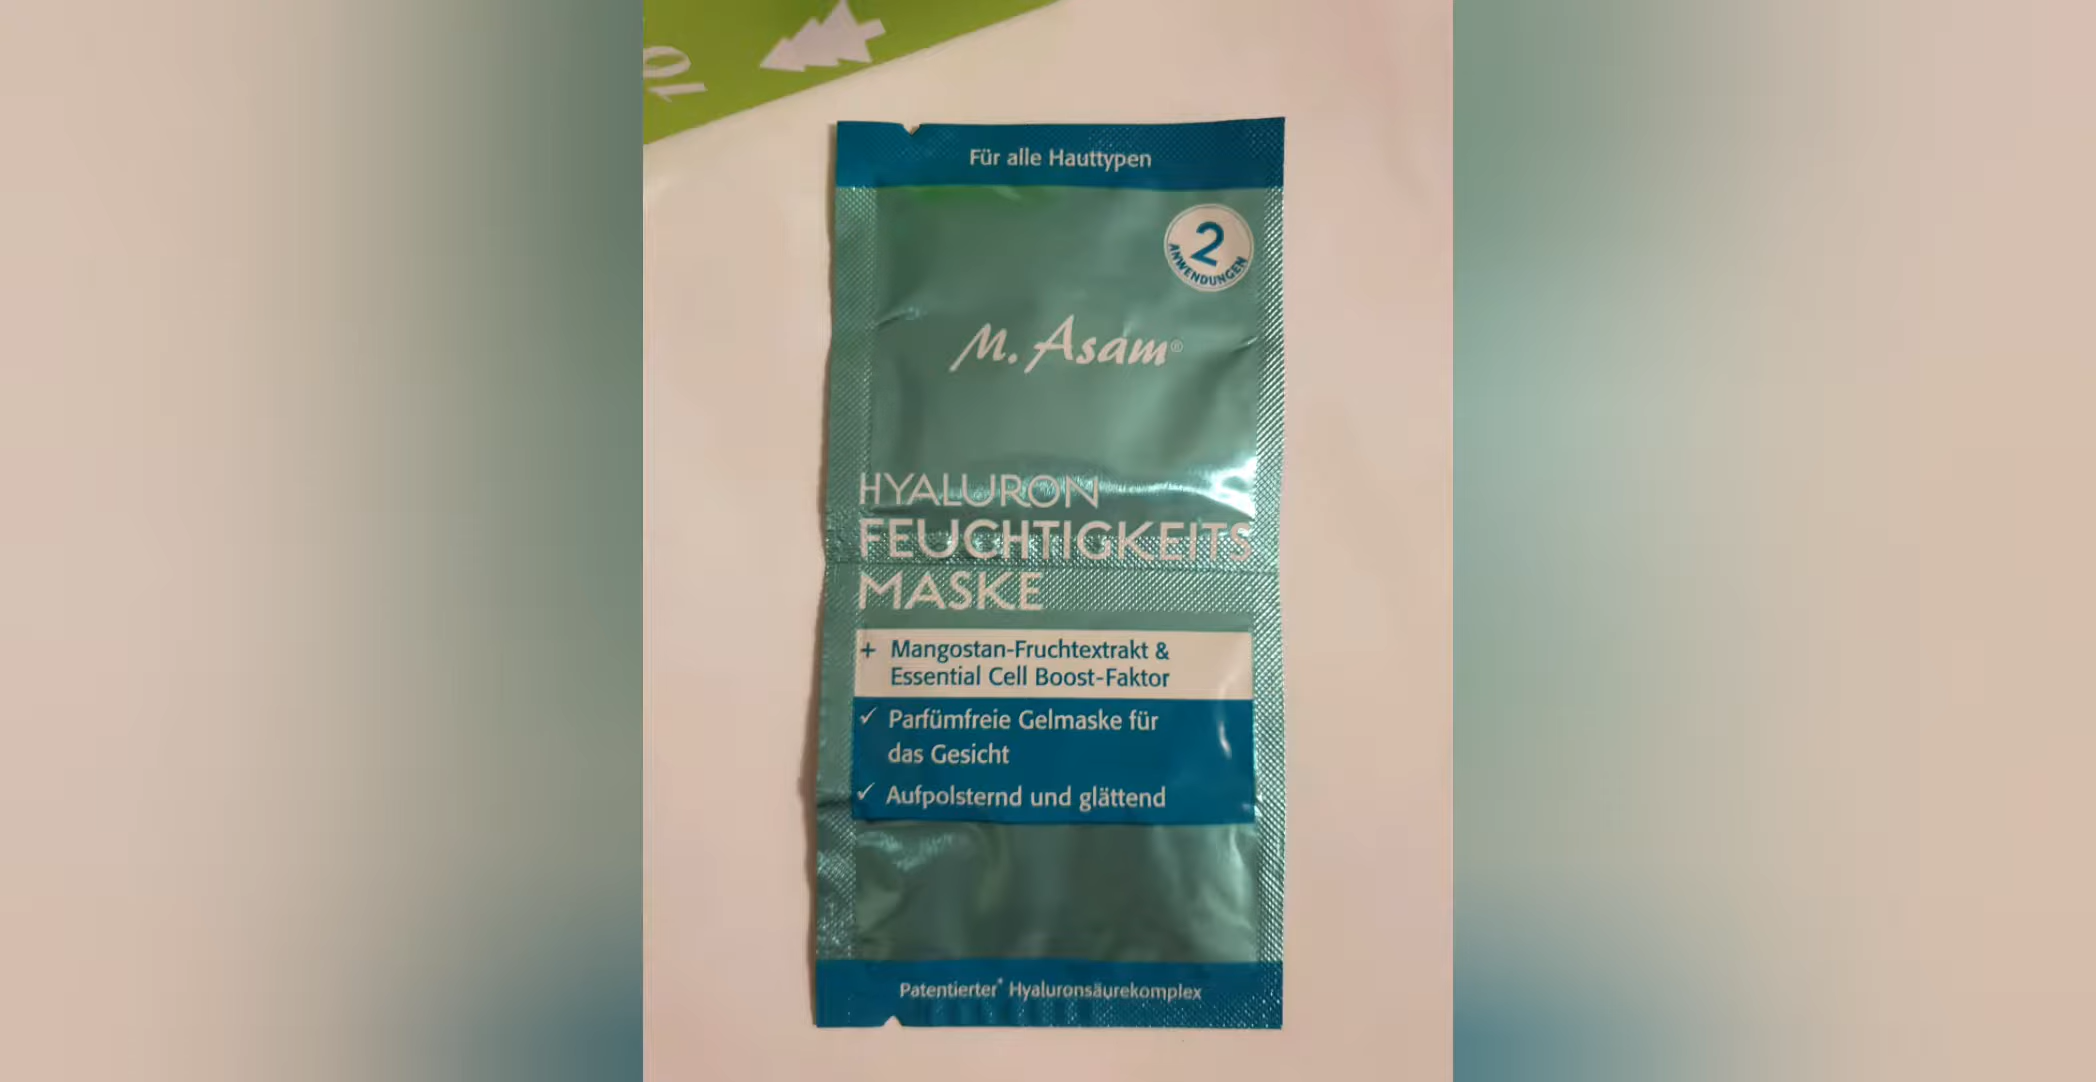 10
Für alle Hauttypen
2
ANWENDUNGEN
M. Asam®
HYALURON
FEUCHTIGKEITS
MASKE
+ Mangostan-Fruchtextrakt &
Essential Cell Boost-Faktor
✓ Parfümfreie Gelmaske für
das Gesicht
✓ Aufpolsternd und glättend
Patentierter* Hyaluronsäurekomplex